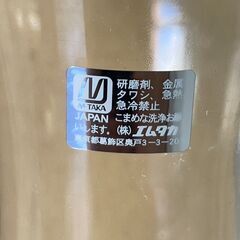 M-TAKA
研磨剤、金属
タワシ、急熱
急冷禁止
JAPAN こまめな洗浄お願
いします。(株)エムタカ
東京都葛飾区奥戸3-3-20